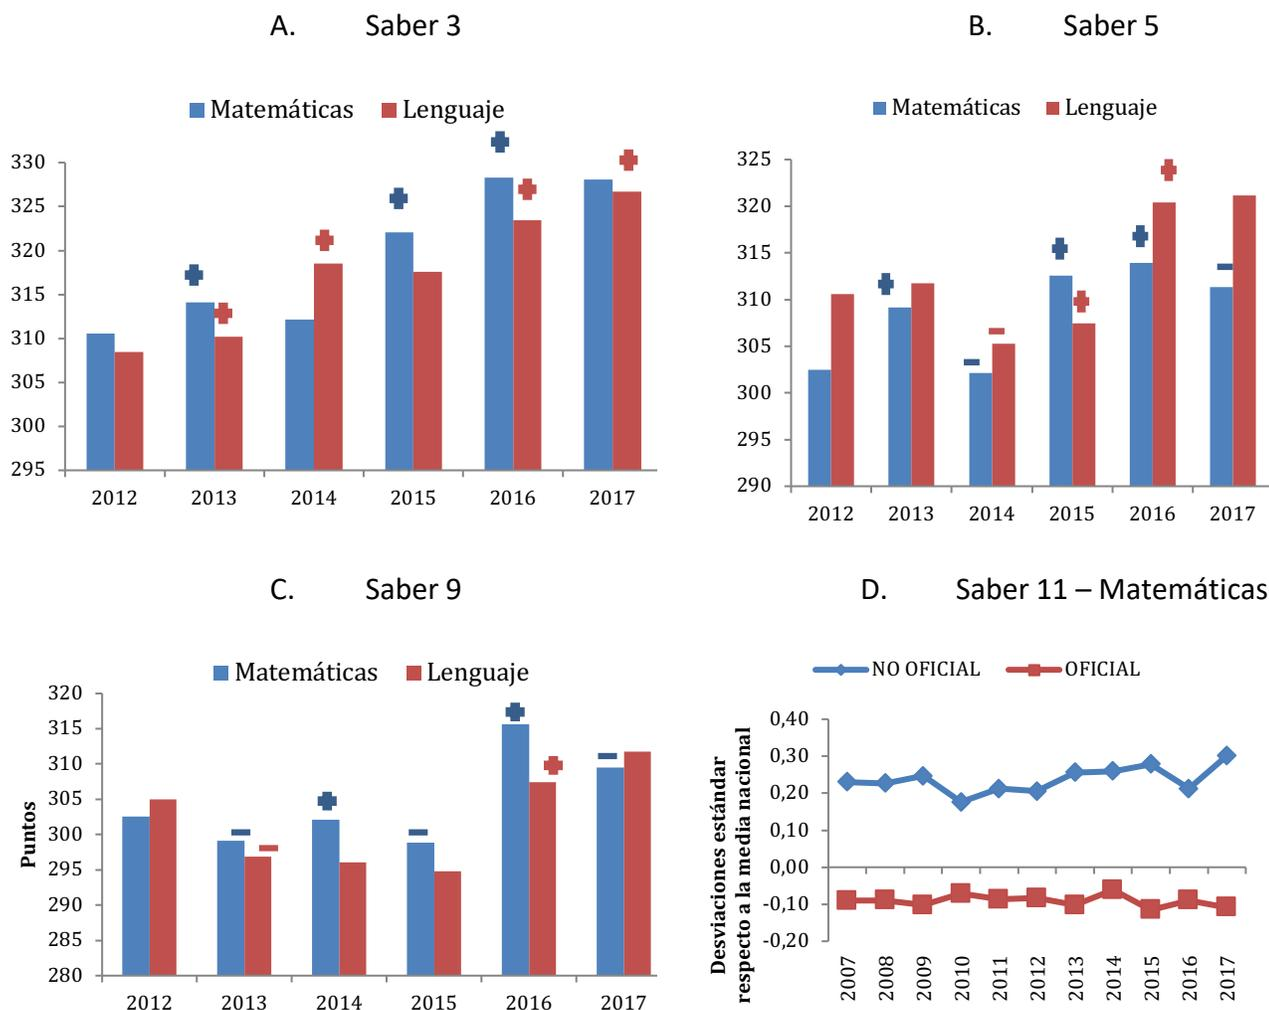 A. Saber 3
Matemáticas Lenguaje
330
325
320
315
310
305
300
295
2012 2013 2014 2015 2016 2017
B. Saber 5
Matemáticas Lenguaje
325
320
315
310
305
300
295
290
2012 2013 2014 2015 2016 2017
C. Saber 9
Matemáticas Lenguaje
Puntos
320
315
310
305
300
295
290
285
280
2012 2013 2014 2015 2016 2017
D. Saber 11 – Matemáticas
NO OFICIAL OFICIAL
Desviaciones estándar
respecto a la media nacional
0,40
0,30
0,20
0,10
0,00
-0,10
-0,20
2007 2008 2009 2010 2011 2012 2013 2014 2015 2016 2017